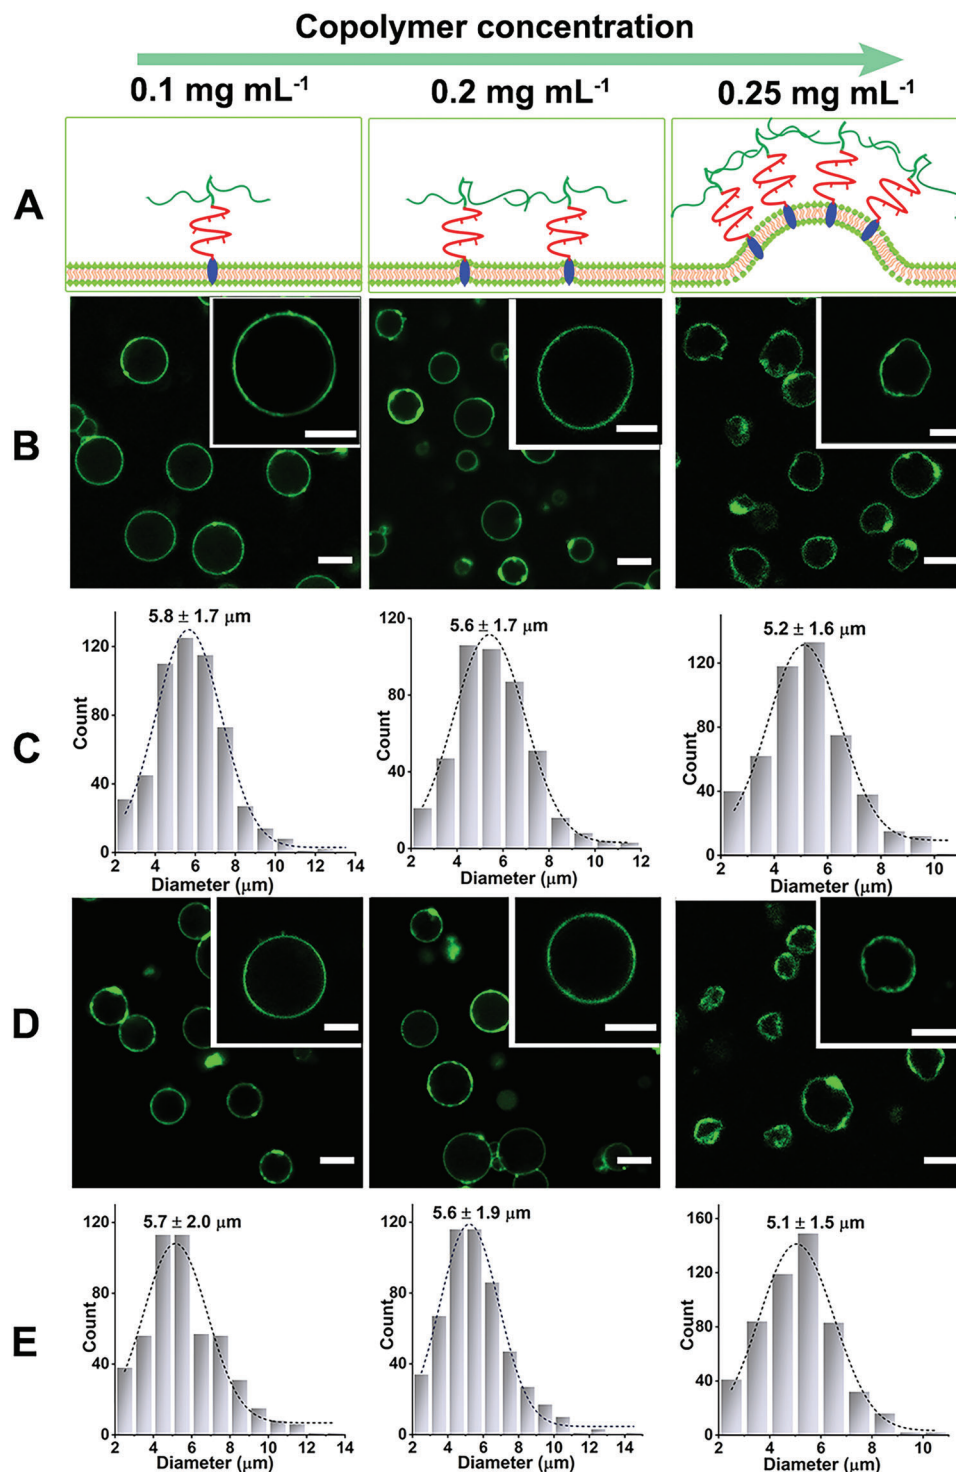 Copolymer concentration
0.1 mg mL⁻¹ 0.2 mg mL⁻¹ 0.25 mg mL⁻¹
A
B
C
5.8 ± 1.7 µm
120
80
40
0
Count
2 4 6 8 10 12 14
Diameter (µm)
5.6 ± 1.7 µm
120
80
40
0
Count
2 4 6 8 10 12
Diameter (µm)
5.2 ± 1.6 µm
120
80
40
0
Count
2 4 6 8 10
Diameter (µm)
D
E
5.7 ± 2.0 µm
120
80
40
0
Count
2 4 6 8 10 12 14
Diameter (µm)
5.6 ± 1.9 µm
120
80
40
0
Count
2 4 6 8 10 12 14
Diameter (µm)
5.1 ± 1.5 µm
160
120
80
40
0
Count
2 4 6 8 10
Diameter (µm)